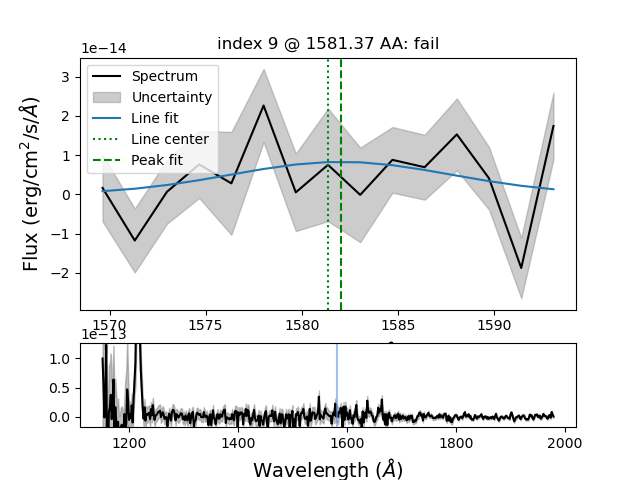 index 9 @ 1581.37 AA: fail
1e−14
Spectrum
Uncertainty
Line fit
Line center
Peak fit
3
2
1
0
−1
−2
Flux (erg/cm²/s/Å)
1570 1575 1580 1585 1590
1e−13
1.0
0.5
0.0
1200 1400 1600 1800 2000
Wavelength (Å)